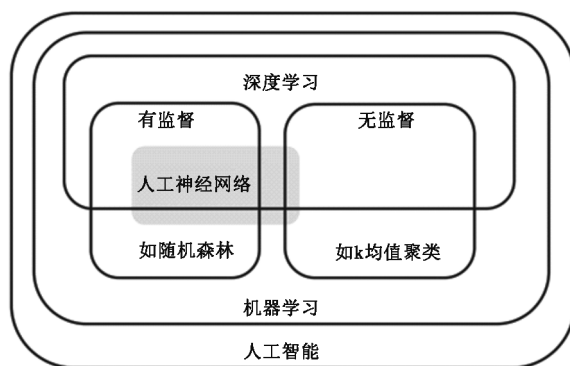 深度学习
有监督
无监督
人工神经网络
如随机森林
如k均值聚类
机器学习
人工智能